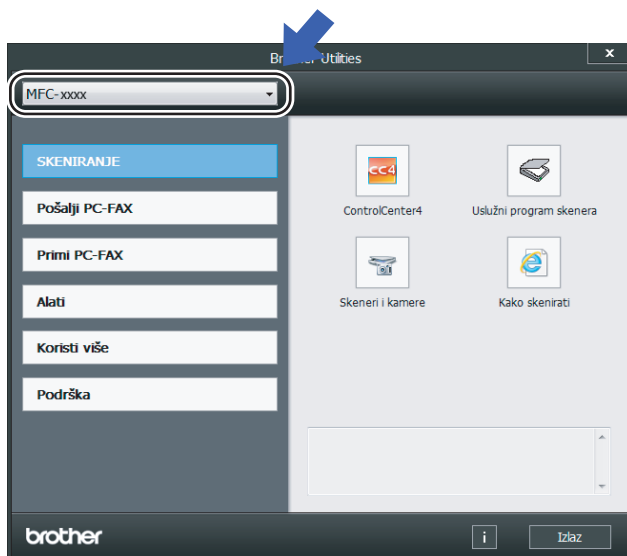 Brother Utilities
x
MFC-xxxx
SKENIRANJE
Pošalji PC-FAX
Primi PC-FAX
Alati
Koristi više
Podrška
CC4
ControlCenter4
Uslužni program skenera
Skeneri i kamere
Kako skenirati
brother
i
Izlaz